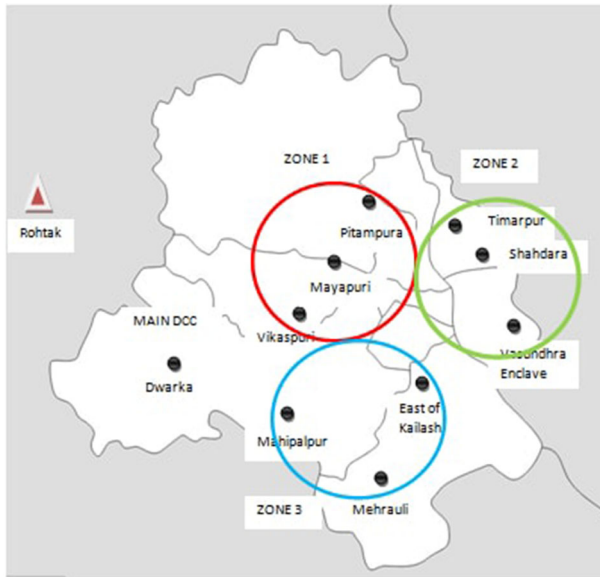 ZONE 1
ZONE 2
Rohtak
Pitampura
Timarpur
Shahdara
Mayapuri
MAIN DCC
Vikaspuri
Vasundhra
Enclave
Dwarka
East of
Kailash
Mahipalpur
ZONE 3
Mehrauli